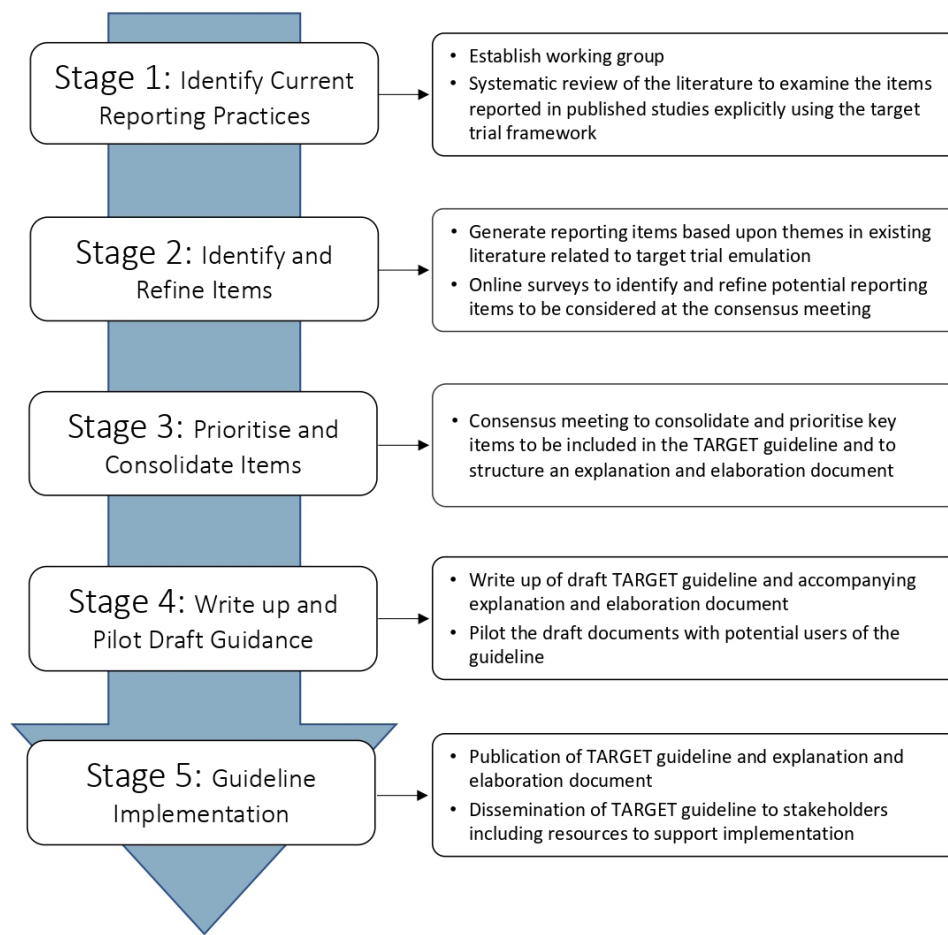 Stage 1: Identify Current
Reporting Practices
• Establish working group
• Systematic review of the literature to examine the items
reported in published studies explicitly using the target
trial framework
Stage 2: Identify and
Refine Items
• Generate reporting items based upon themes in existing
literature related to target trial emulation
• Online surveys to identify and refine potential reporting
items to be considered at the consensus meeting
Stage 3: Prioritise and
Consolidate Items
• Consensus meeting to consolidate and prioritise key
items to be included in the TARGET guideline and to
structure an explanation and elaboration document
Stage 4: Write up and
Pilot Draft Guidance
• Write up of draft TARGET guideline and accompanying
explanation and elaboration document
• Pilot the draft documents with potential users of the
guideline
Stage 5: Guideline
Implementation
• Publication of TARGET guideline and explanation and
elaboration document
• Dissemination of TARGET guideline to stakeholders
including resources to support implementation